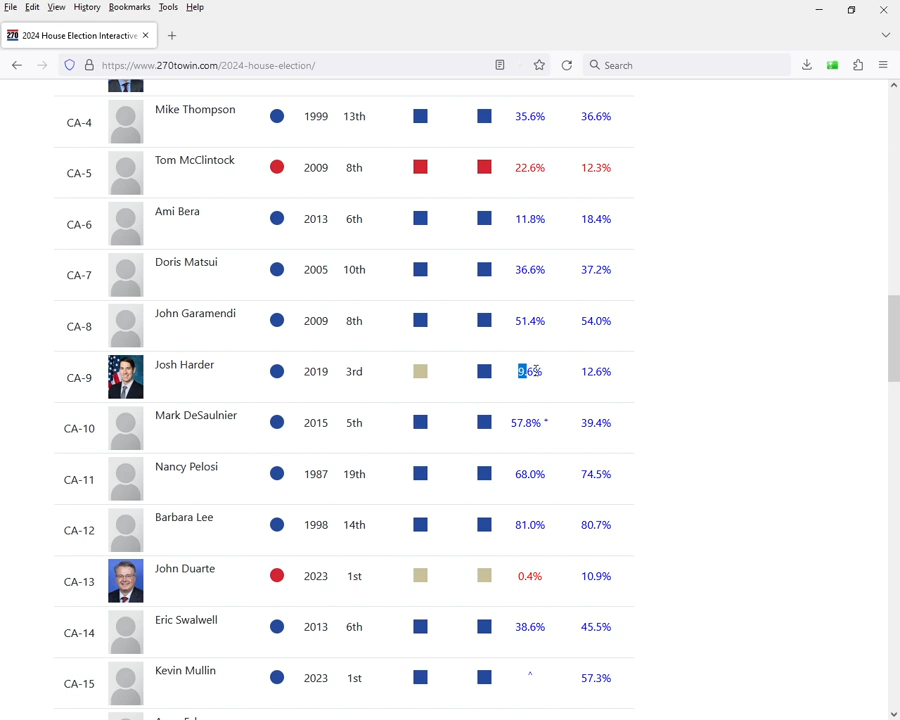 File Edit View History Bookmarks Tools Help
270 2024 House Election Interactive
https://www.270towin.com/2024-house-election/ Search
CA-4 Mike Thompson 1999 13th 35.6% 36.6%
CA-5 Tom McClintock 2009 8th 22.6% 12.3%
CA-6 Ami Bera 2013 6th 11.8% 18.4%
CA-7 Doris Matsui 2005 10th 36.6% 37.2%
CA-8 John Garamendi 2009 8th 51.4% 54.0%
CA-9 Josh Harder 2019 3rd 9.6% 12.6%
CA-10 Mark DeSaulnier 2015 5th 57.8% * 39.4%
CA-11 Nancy Pelosi 1987 19th 68.0% 74.5%
CA-12 Barbara Lee 1998 14th 81.0% 80.7%
CA-13 John Duarte 2023 1st 0.4% 10.9%
CA-14 Eric Swalwell 2013 6th 38.6% 45.5%
CA-15 Kevin Mullin 2023 1st ^ 57.3%